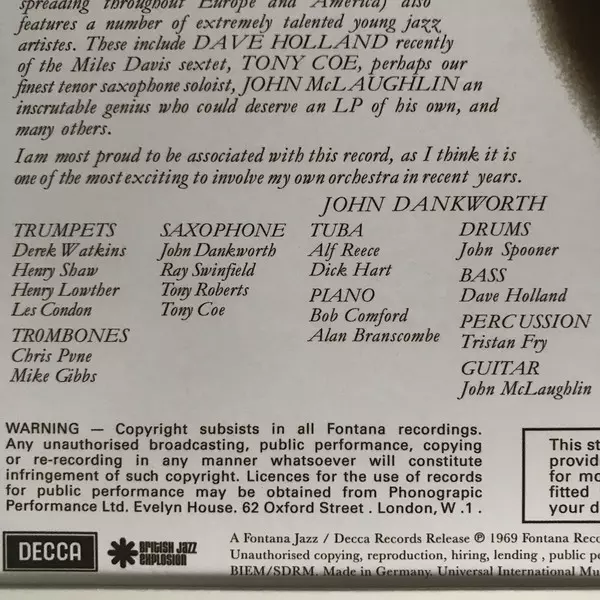 spreading throughout Europe and America) also
features a number of extremely talented young jazz
artistes. These include DAVE HOLLAND recently
of the Miles Davis sextet, TONY COE, perhaps our
finest tenor saxophone soloist, JOHN McLAUGHLIN an
inscrutable genius who could deserve an LP of his own, and
many others.
I am most proud to be associated with this record, as I think it is
one of the most exciting to involve my own orchestra in recent years.
JOHN DANKWORTH
TRUMPETS
Derek Watkins
Henry Shaw
Henry Lowther
Les Condon
TROMBONES
Chris Pyne
Mike Gibbs
SAXOPHONE
John Dankworth
Ray Swinfield
Tony Roberts
Tony Coe
TUBA
Alf Reece
Dick Hart
PIANO
Bob Comford
Alan Branscombe
DRUMS
John Spooner
BASS
Dave Holland
PERCUSSION
Tristan Fry
GUITAR
John McLaughlin
WARNING — Copyright subsists in all Fontana recordings.
Any unauthorised broadcasting, public performance, copying
or re-recording in any manner whatsoever will constitute
infringement of such copyright. Licences for the use of records
for public performance may be obtained from Phonograpic
Performance Ltd. Evelyn House. 62 Oxford Street . London, W .1 .
This st
provid
for mo
fitted
your d
DECCA
BRITISH JAZZ
EXPLOSION
A Fontana Jazz / Decca Records Release ℗ 1969 Fontana Rec
Unauthorised copying, reproduction, hiring, lending , public pe
BIEM/SDRM. Made in Germany. Universal International Mu